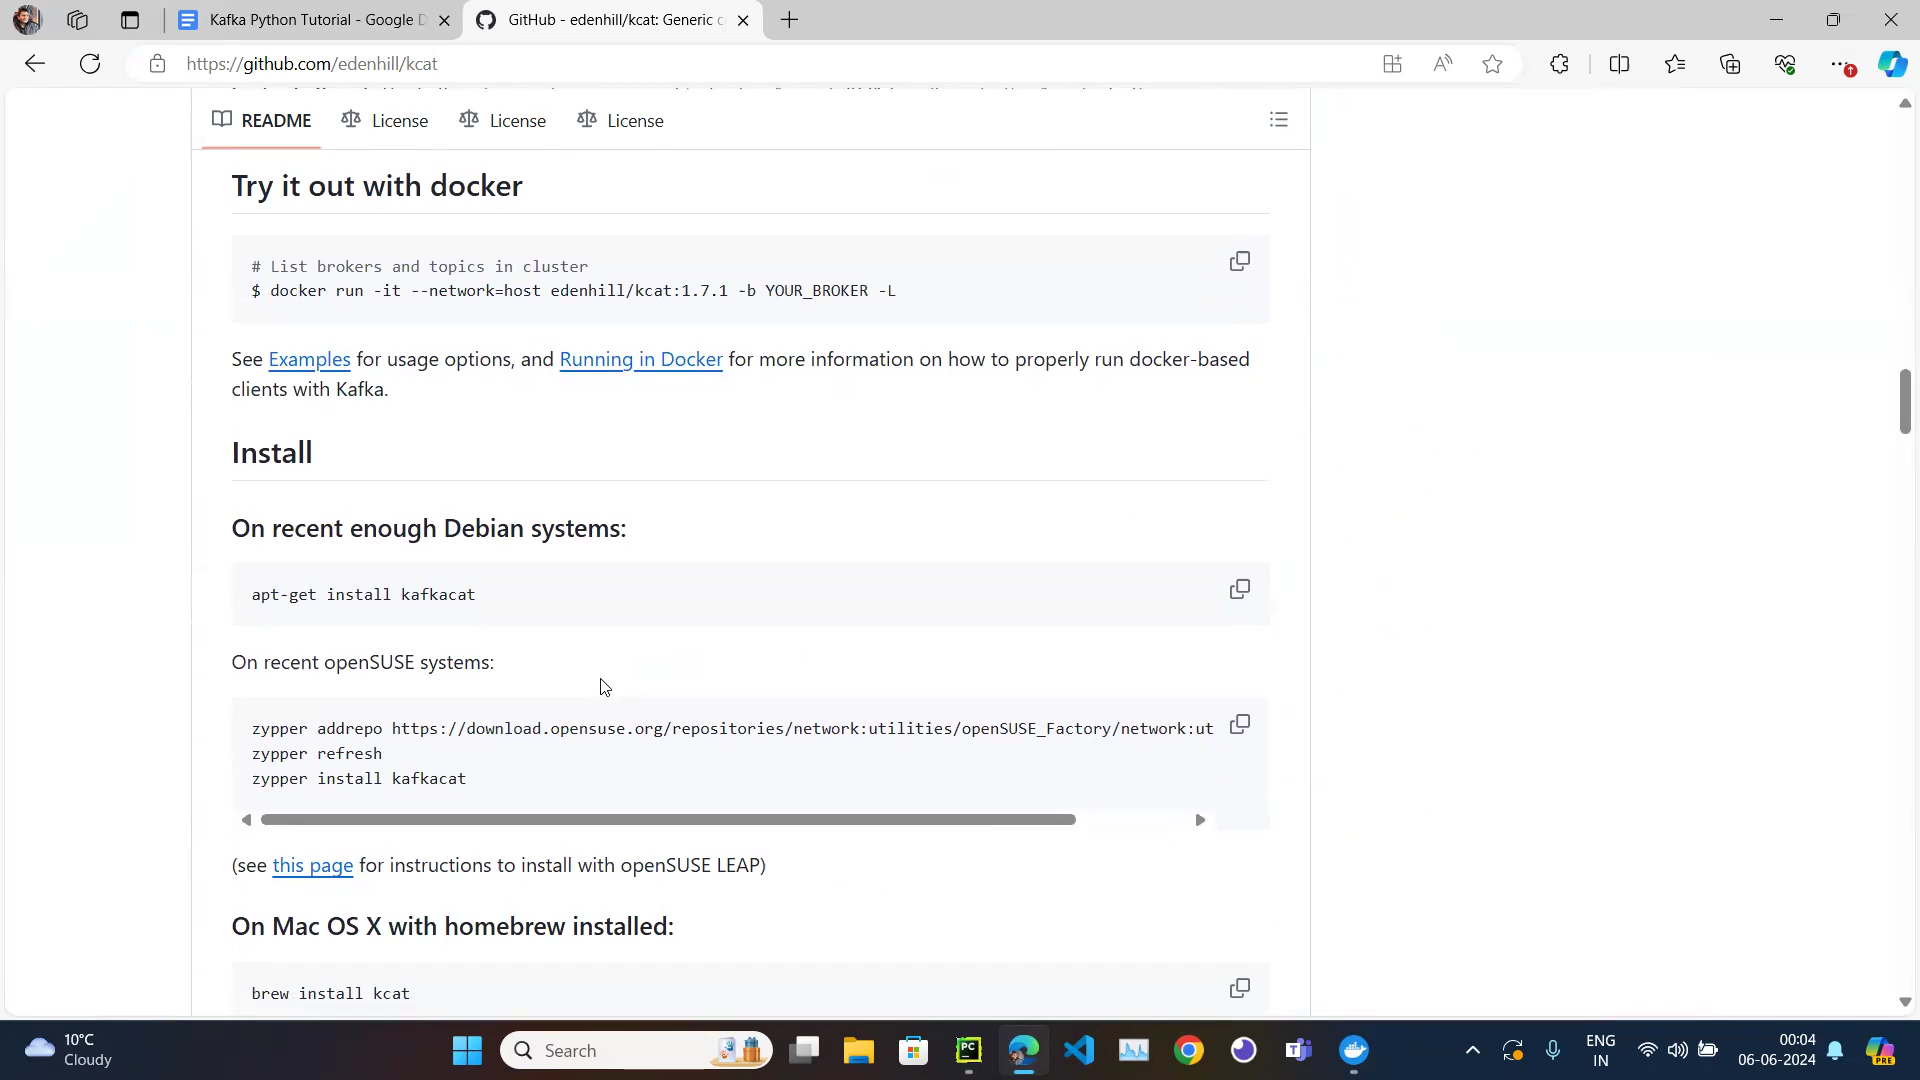 Kafka Python Tutorial - Google D
GitHub - edenhill/kcat: Generic c
https://github.com/edenhill/kcat
README License License License
Try it out with docker
# List brokers and topics in cluster
$ docker run -it --network=host edenhill/kcat:1.7.1 -b YOUR_BROKER -L
See Examples for usage options, and Running in Docker for more information on how to properly run docker-based
clients with Kafka.
Install
On recent enough Debian systems:
apt-get install kafkacat
On recent openSUSE systems:
zypper addrepo https://download.opensuse.org/repositories/network:utilities/openSUSE_Factory/network:ut
zypper refresh
zypper install kafkacat
(see this page for instructions to install with openSUSE LEAP)
On Mac OS X with homebrew installed:
brew install kcat
10°C
Cloudy
Search
PC
ENG
IN
00:04
06-06-2024
PRE